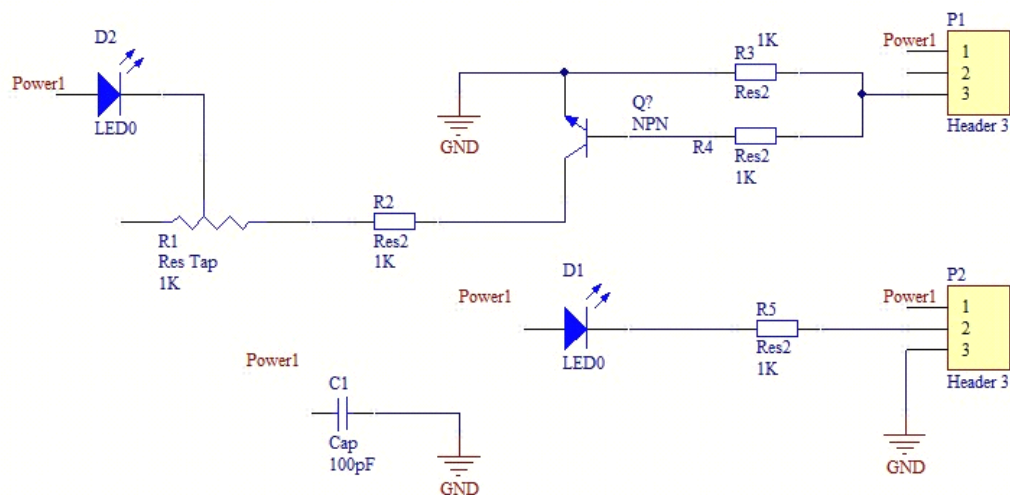 P1
D2
1K
Power1
R3
1
Power1
2
Q?
3
Res2
LED0
NPN
Header 3
GND
R4
Res2
1K
R2
R1
Res2
Res Tap
1K
1K
D1
P2
Power1
Power1
1
R5
2
3
Power1
LED0
Res2
1K
C1
Header 3
Cap
100pF
GND
GND